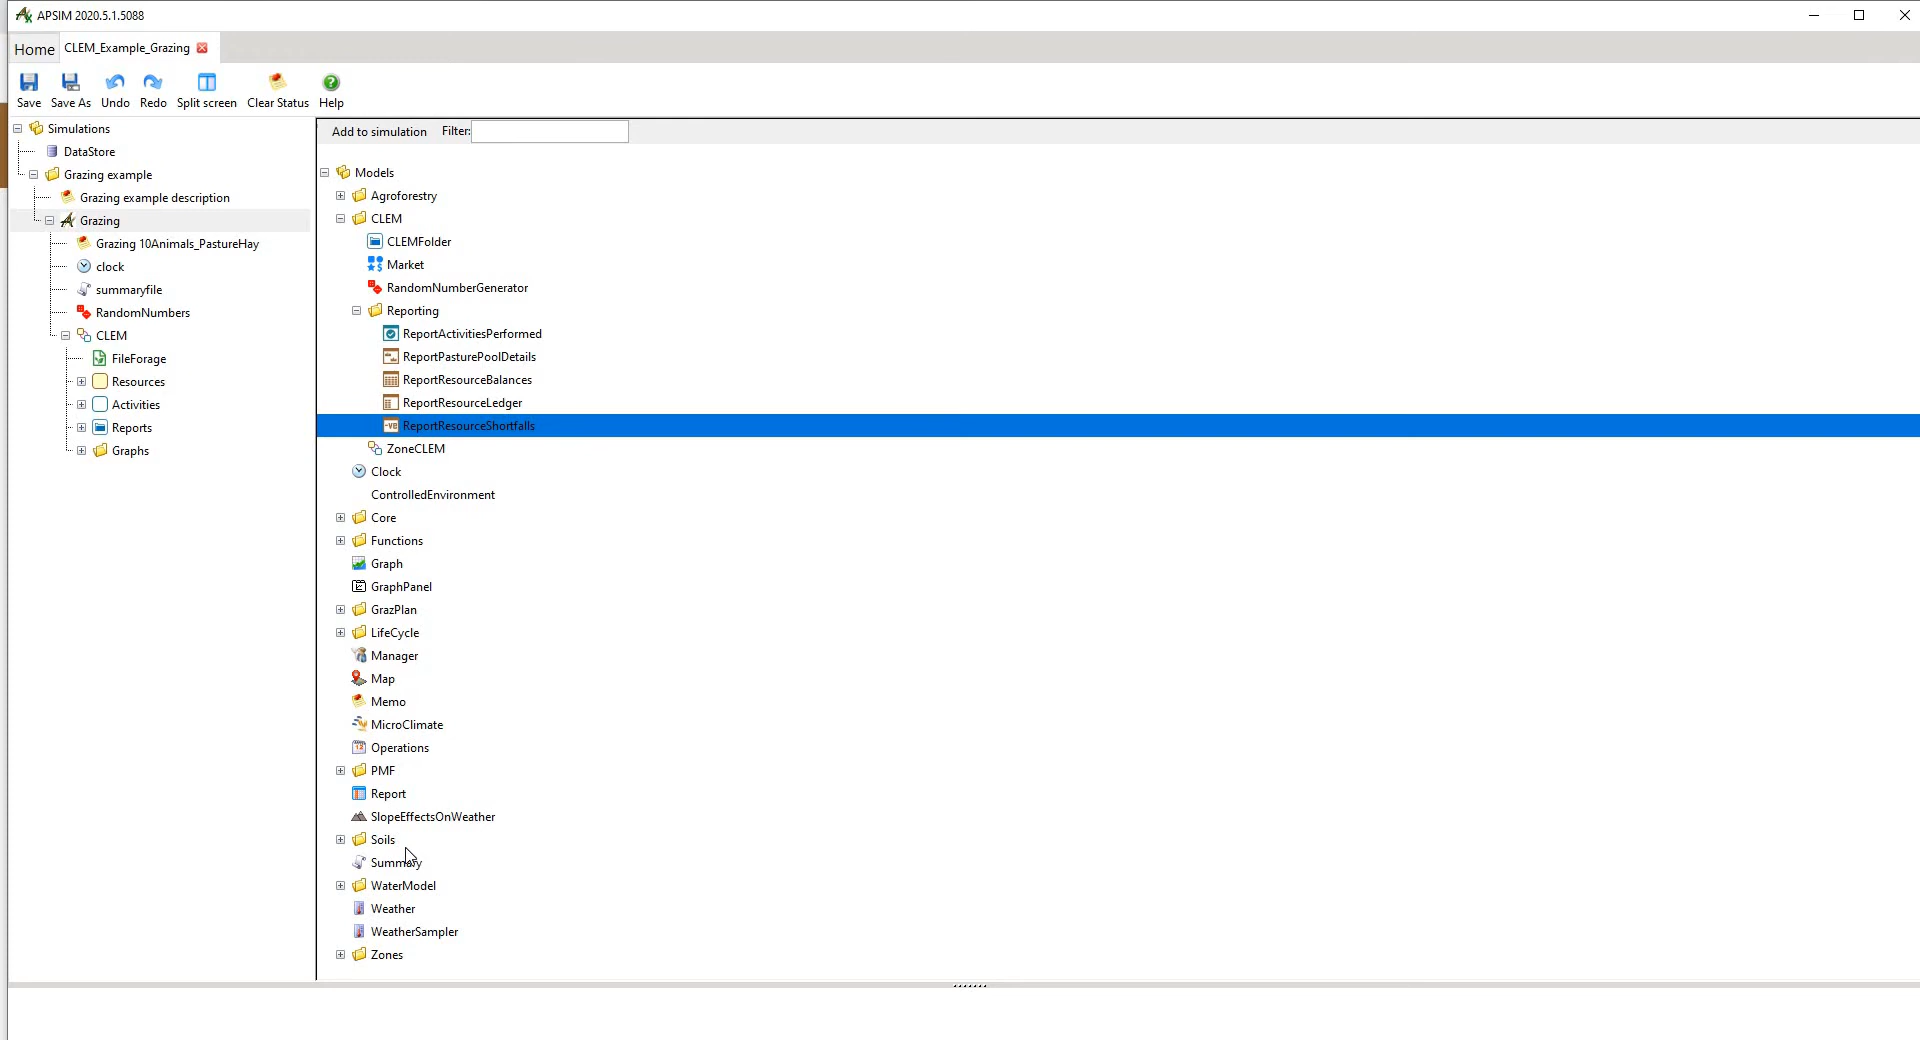 APSIM 2020.5.1.5088
Home CLEM_Example_Grazing
Save Save As Undo Redo Split screen Clear Status Help
Simulations
DataStore
Grazing example
Grazing example description
Grazing
Grazing 10Animals_PastureHay
clock
summaryfile
RandomNumbers
CLEM
FileForage
Resources
Activities
Reports
Graphs
Add to simulation Filter:
Models
Agroforestry
CLEM
CLEMFolder
Market
RandomNumberGenerator
Reporting
ReportActivitiesPerformed
ReportPasturePoolDetails
ReportResourceBalances
ReportResourceLedger
ReportResourceShortfalls
ZoneCLEM
Clock
ControlledEnvironment
Core
Functions
Graph
GraphPanel
GrazPlan
LifeCycle
Manager
Map
Memo
MicroClimate
Operations
PMF
Report
SlopeEffectsOnWeather
Soils
Summary
WaterModel
Weather
WeatherSampler
Zones